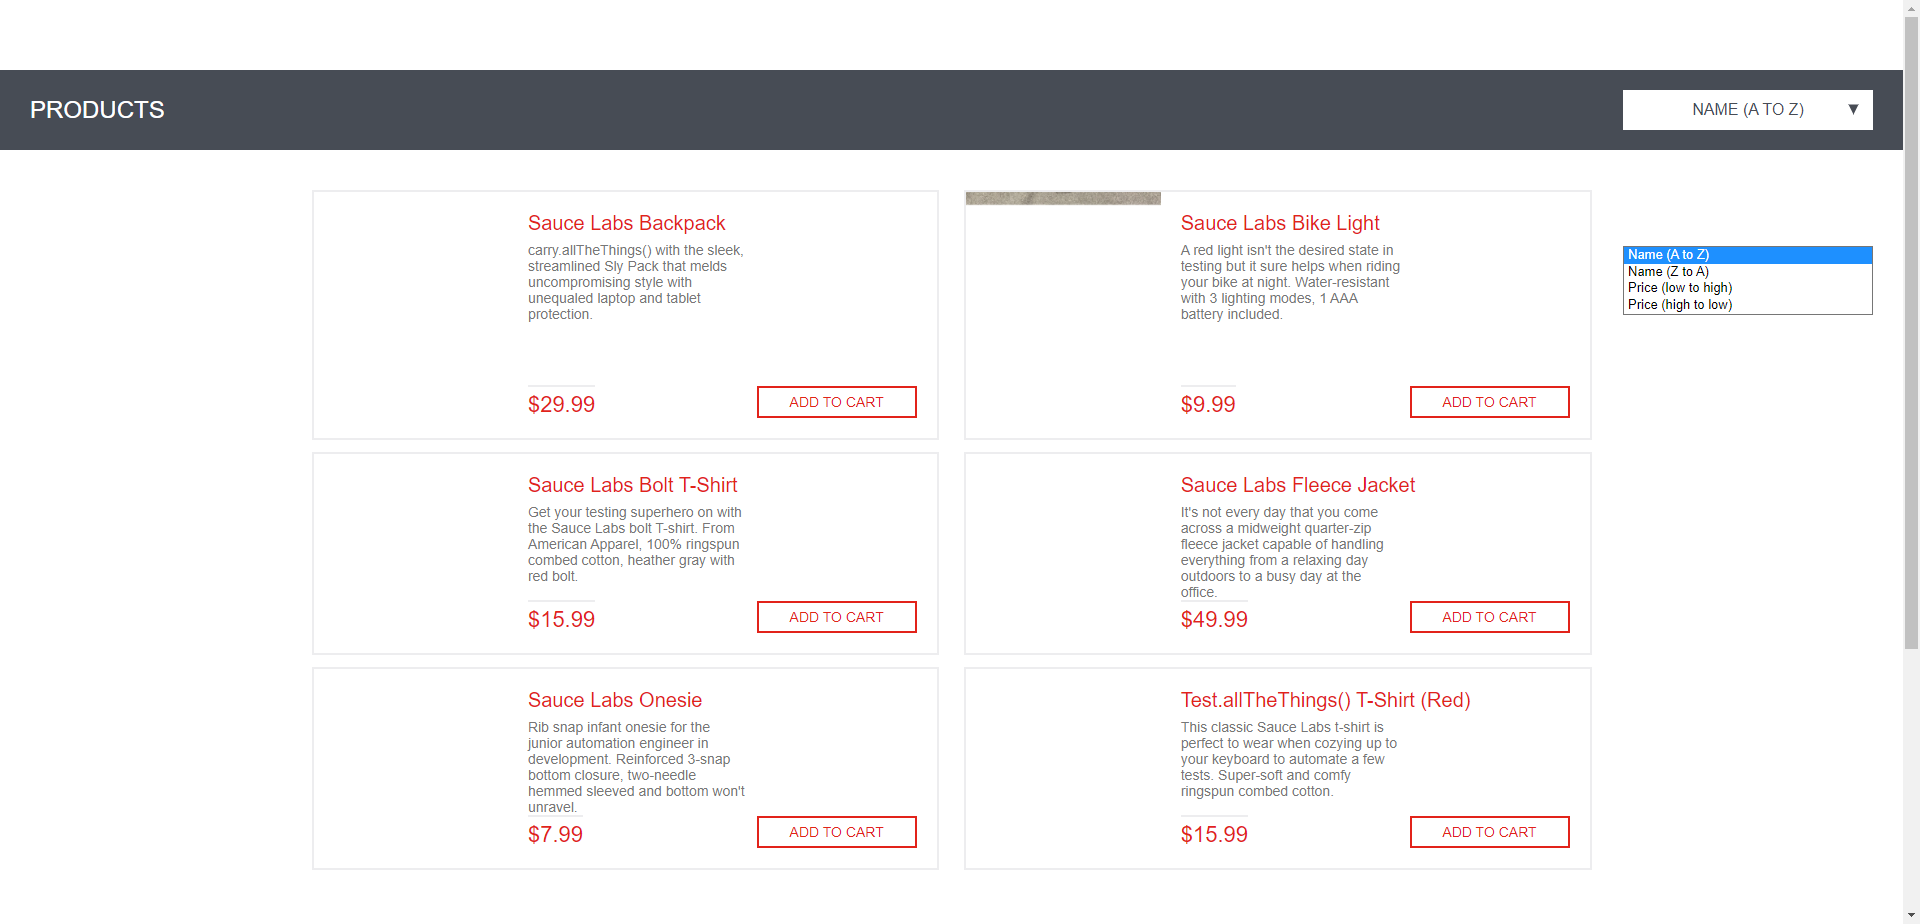 PRODUCTS
NAME (A TO Z) ▼
Sauce Labs Backpack
carry.allTheThings() with the sleek,
streamlined Sly Pack that melds
uncompromising style with
unequaled laptop and tablet
protection.
$29.99
ADD TO CART
Sauce Labs Bike Light
A red light isn't the desired state in
testing but it sure helps when riding
your bike at night. Water-resistant
with 3 lighting modes, 1 AAA
battery included.
$9.99
ADD TO CART
Name (A to Z)
Name (Z to A)
Price (low to high)
Price (high to low)
Sauce Labs Bolt T-Shirt
Get your testing superhero on with
the Sauce Labs bolt T-shirt. From
American Apparel, 100% ringspun
combed cotton, heather gray with
red bolt.
$15.99
ADD TO CART
Sauce Labs Fleece Jacket
It's not every day that you come
across a midweight quarter-zip
fleece jacket capable of handling
everything from a relaxing day
outdoors to a busy day at the
office.
$49.99
ADD TO CART
Sauce Labs Onesie
Rib snap infant onesie for the
junior automation engineer in
development. Reinforced 3-snap
bottom closure, two-needle
hemmed sleeved and bottom won't
unravel.
$7.99
ADD TO CART
Test.allTheThings() T-Shirt (Red)
This classic Sauce Labs t-shirt is
perfect to wear when cozying up to
your keyboard to automate a few
tests. Super-soft and comfy
ringspun combed cotton.
$15.99
ADD TO CART